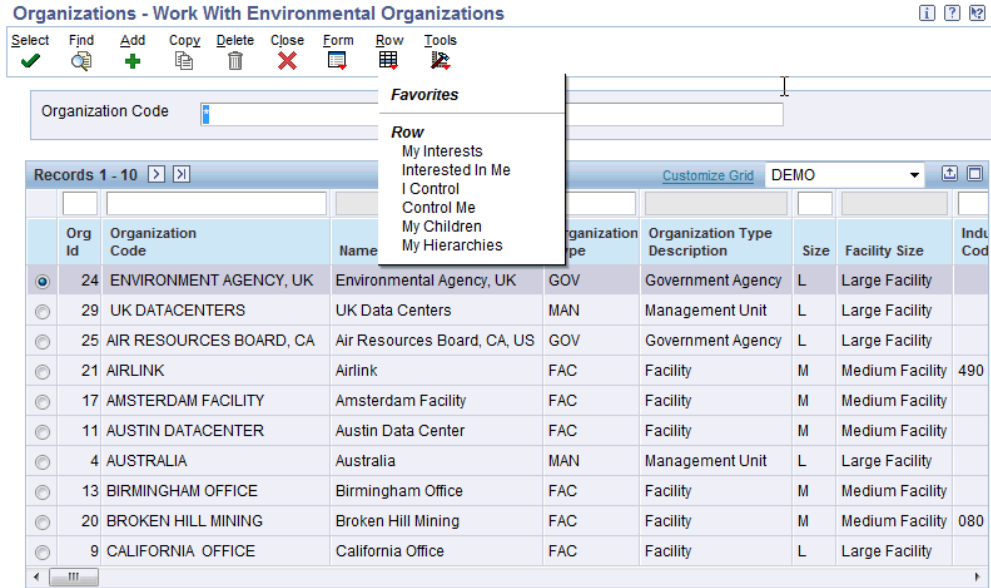 Organizations - Work With Environmental Organizations
Select Find Add Copy Delete Close Form Row Tools
Favorites
Organization Code *
Row
My Interests
Interested In Me
I Control
Control Me
My Children
My Hierarchies
Records 1 - 10 Customize Grid DEMO
Org Id Organization Code Name Organization Type Description Size Facility Size
24 ENVIRONMENT AGENCY, UK Environmental Agency, UK GOV Government Agency L Large Facility
29 UK DATACENTERS UK Data Centers MAN Management Unit L Large Facility
25 AIR RESOURCES BOARD, CA Air Resources Board, CA, US GOV Government Agency L Large Facility
21 AIRLINK Airlink FAC Facility M Medium Facility 490
17 AMSTERDAM FACILITY Amsterdam Facility FAC Facility M Medium Facility
11 AUSTIN DATACENTER Austin Data Center FAC Facility M Medium Facility
4 AUSTRALIA Australia MAN Management Unit L Large Facility
13 BIRMINGHAM OFFICE Birmingham Office FAC Facility M Medium Facility
20 BROKEN HILL MINING Broken Hill Mining FAC Facility M Medium Facility 080
9 CALIFORNIA OFFICE California Office FAC Facility L Large Facility